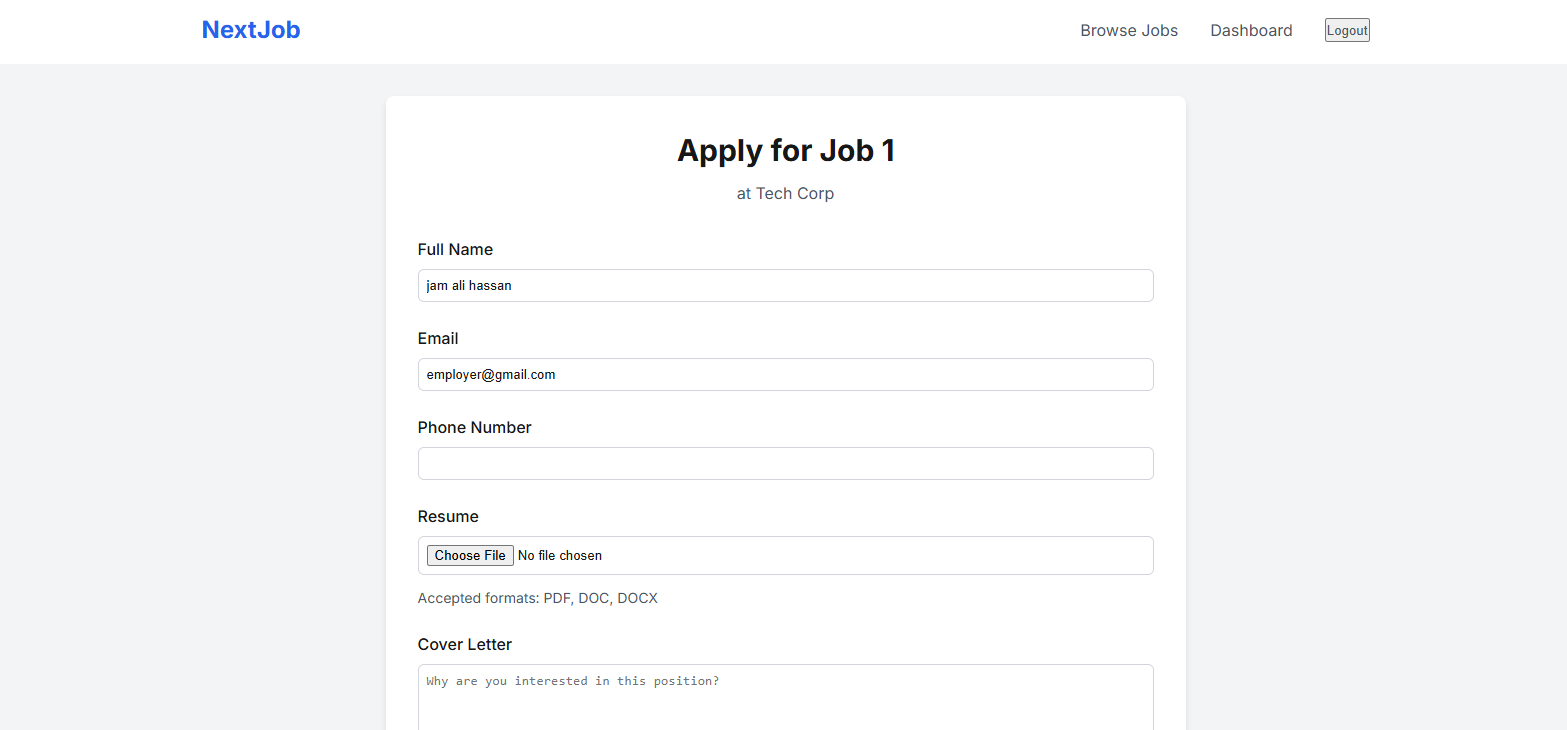 NextJob
Browse Jobs
Dashboard
Logout
Apply for Job 1
at Tech Corp
Full Name
jam ali hassan
Email
employer@gmail.com
Phone Number
Resume
Choose File No file chosen
Accepted formats: PDF, DOC, DOCX
Cover Letter
Why are you interested in this position?